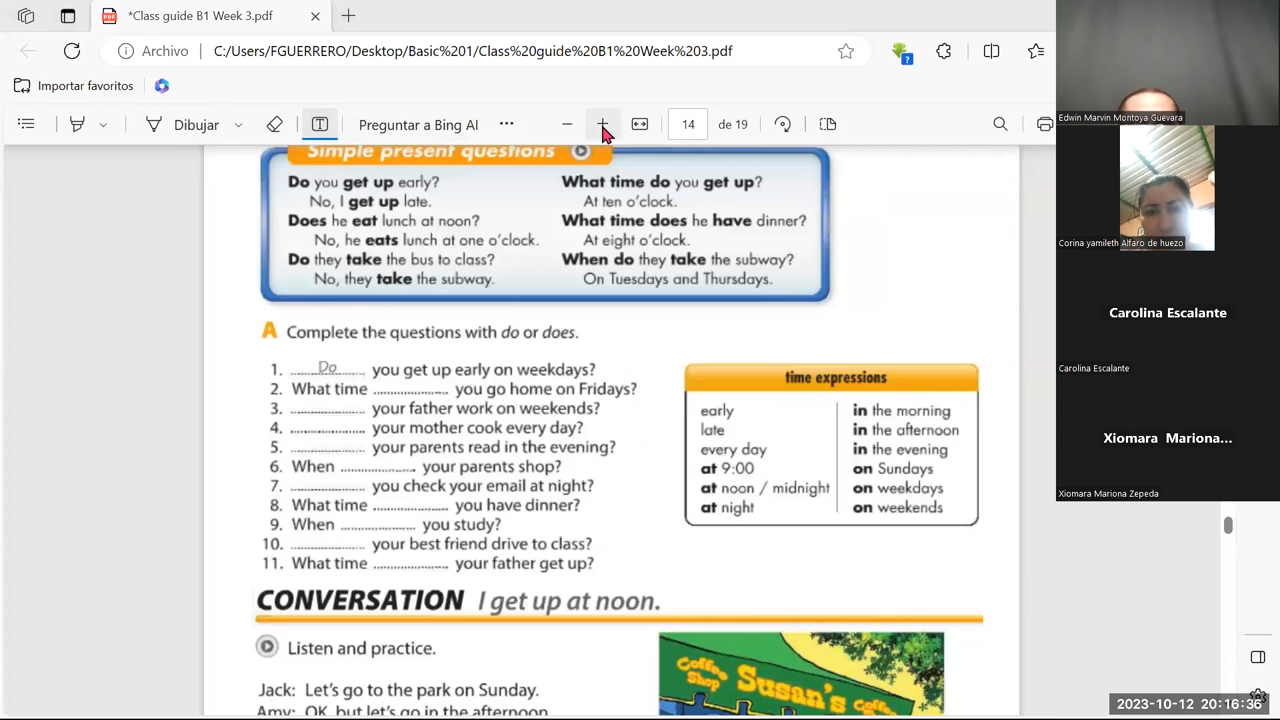 *Class guide B1 Week 3.pdf
Archivo C:/Users/FGUERRERO/Desktop/Basic%201/Class%20guide%20B1%20Week%203.pdf
Importar favoritos
Dibujar Preguntar a Bing AI 14 de 19
Simple present questions
Do you get up early?
No, I get up late.
Does he eat lunch at noon?
No, he eats lunch at one o'clock.
Do they take the bus to class?
No, they take the subway.
What time do you get up?
At ten o'clock.
What time does he have dinner?
At eight o'clock.
When do they take the subway?
On Tuesdays and Thursdays.
A Complete the questions with do or does.
1. Do you get up early on weekdays?
2. What time .................... you go home on Fridays?
3. .................... your father work on weekends?
4. .................... your mother cook every day?
5. .................... your parents read in the evening?
6. When .................... your parents shop?
7. .................... you check your email at night?
8. What time .................... you have dinner?
9. When .................... you study?
10. .................... your best friend drive to class?
11. What time .................... your father get up?
time expressions
early
late
every day
at 9:00
at noon / midnight
at night
in the morning
in the afternoon
in the evening
on Sundays
on weekdays
on weekends
CONVERSATION I get up at noon.
Listen and practice.
Jack: Let's go to the park on Sunday.
Amy: OK, but let's go in the afternoon.
Coffee Shop Susan's Coffee
Edwin Marvin Montoya Guevara
Corina yamileth Alfaro de huezo
Carolina Escalante
Carolina Escalante
Xiomara Mariona...
Xiomara Mariona Zepeda
2023-10-12 20:16:36